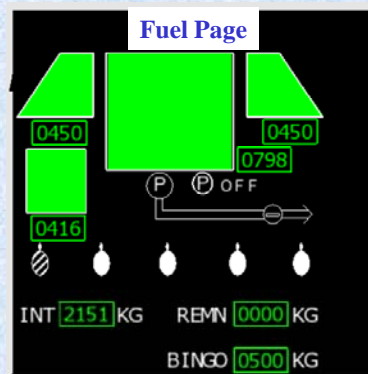 Fuel Page
0450 0450
0798
P P OFF
0416
INT 2151 KG REMN 0000 KG
BINGO 0500 KG